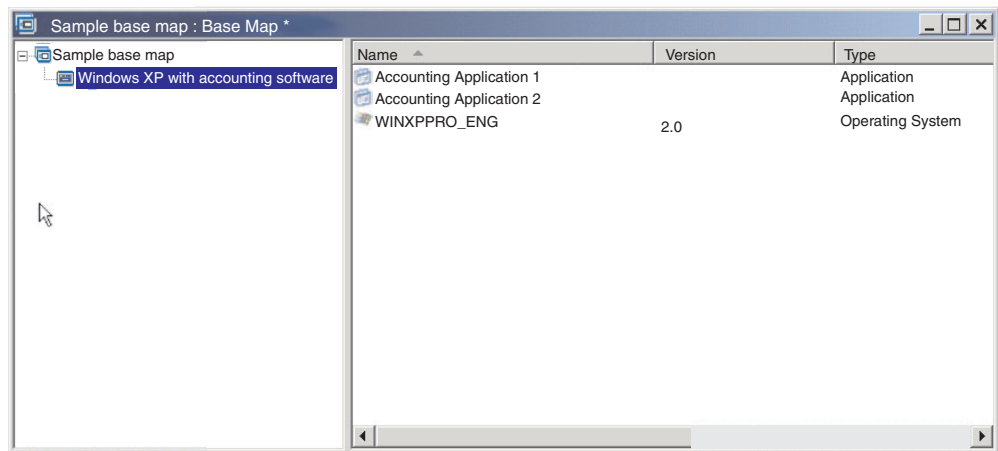 Sample base map : Base Map *
Sample base map
Windows XP with accounting software
Name Version Type
Accounting Application 1 Application
Accounting Application 2 Application
WINXPPRO_ENG 2.0 Operating System